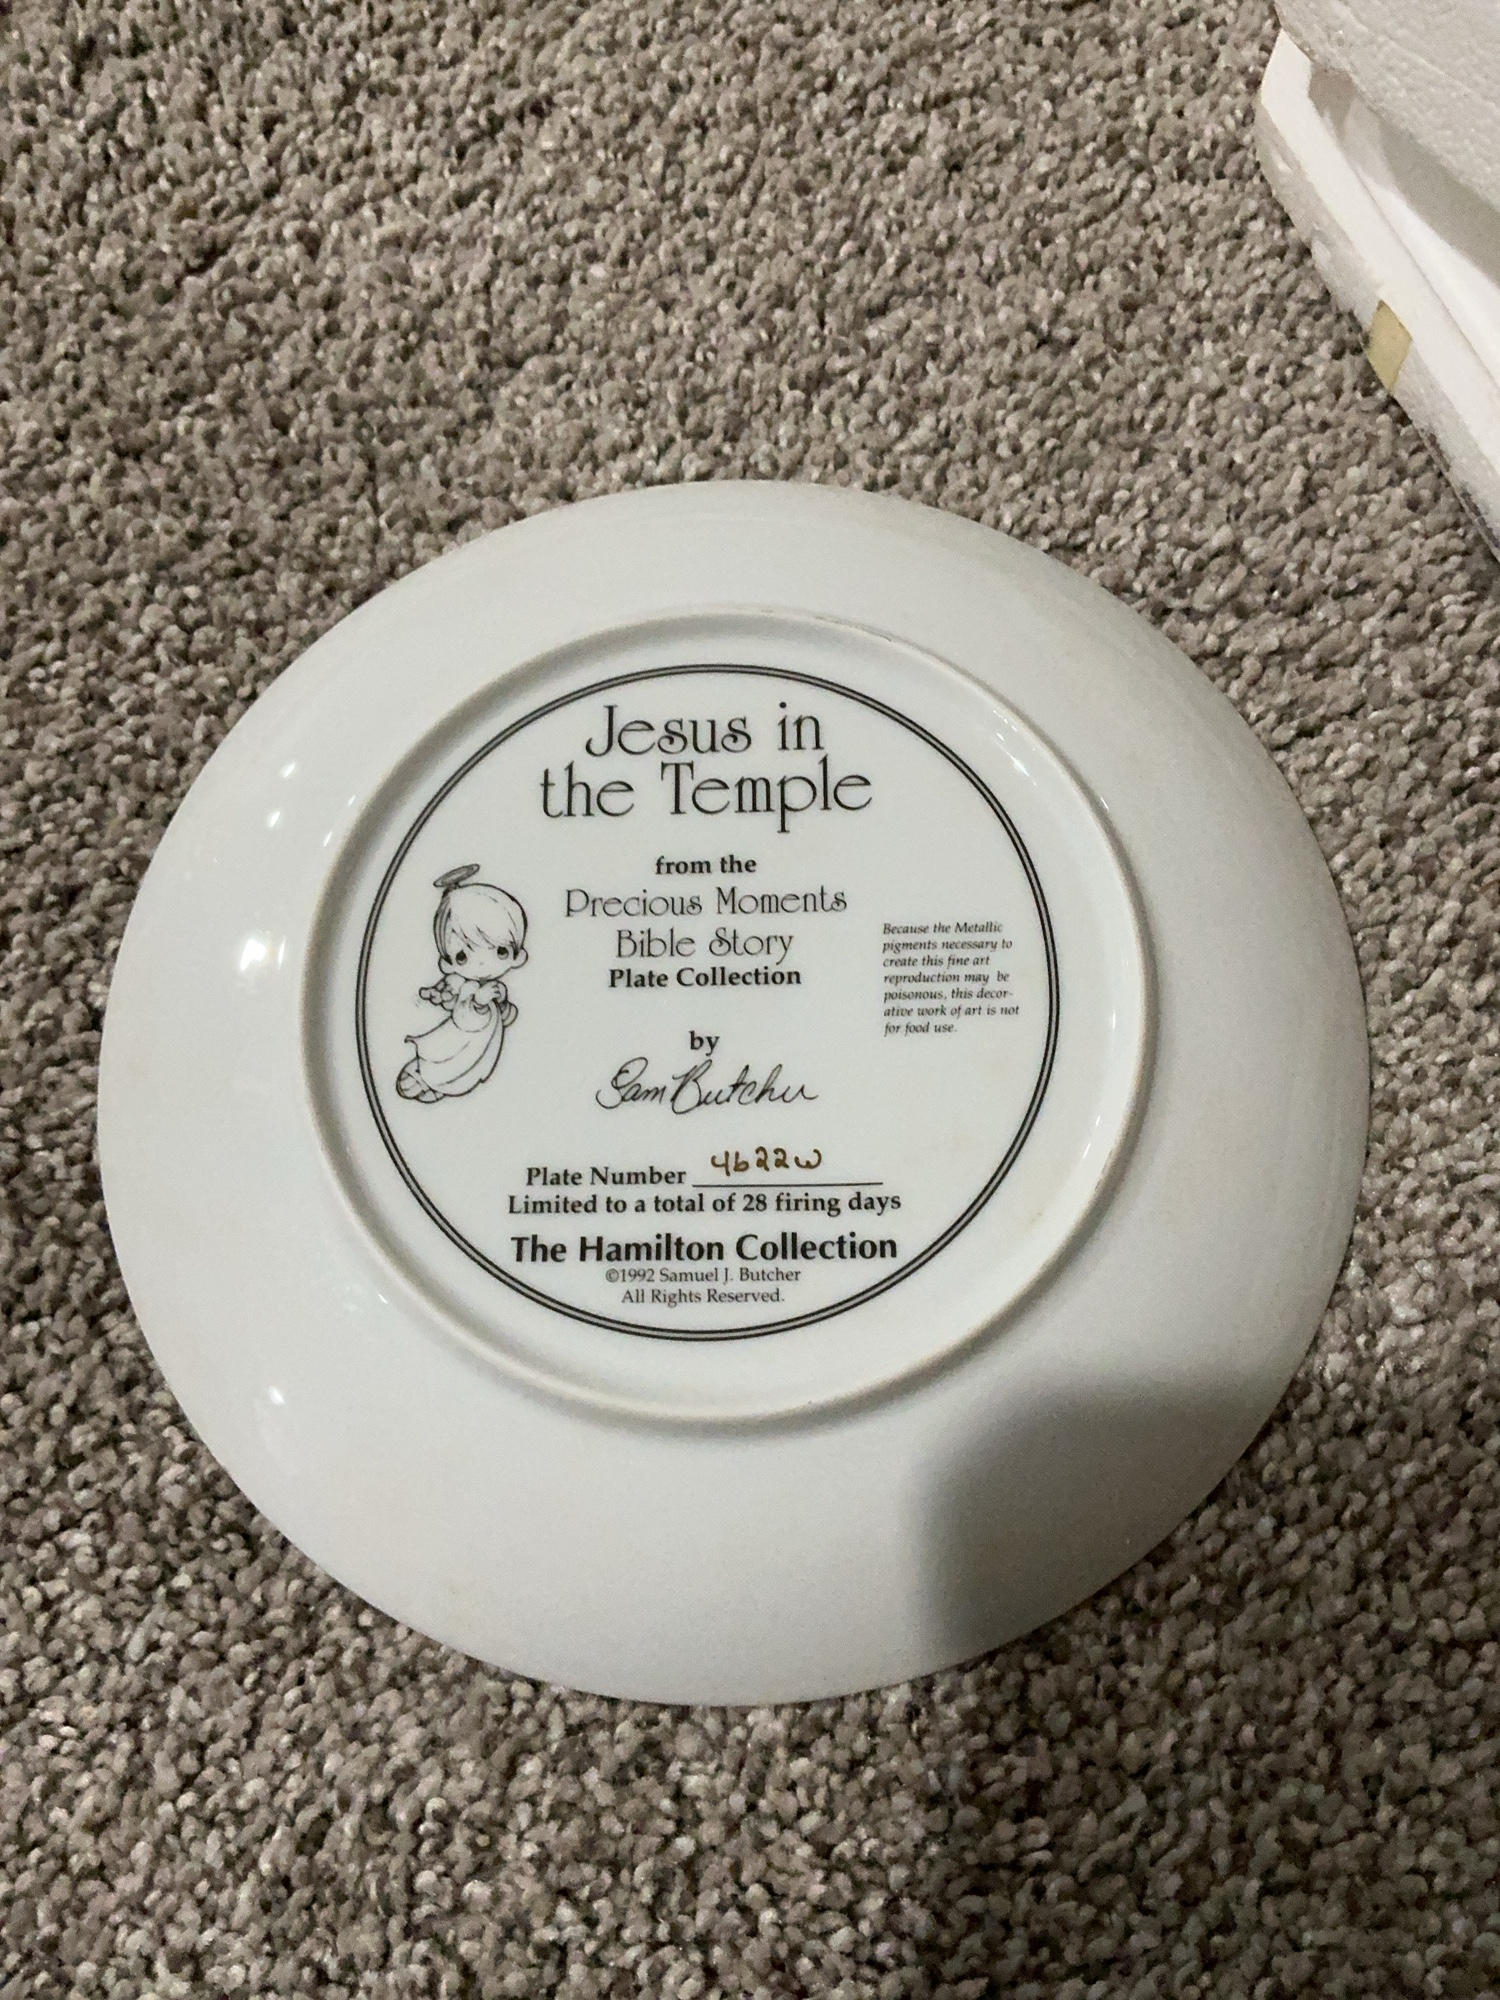 Jesus in
the Temple
from the
Precious Moments
Bible Story
Plate Collection
by
Sam Butcher
Plate Number 4622W
Limited to a total of 28 firing days
The Hamilton Collection
©1992 Samuel J. Butcher
All Rights Reserved.
Because the Metallic
pigments necessary to
create this fine art
reproduction may be
poisonous, this decor-
ative work of art is not
for food use.